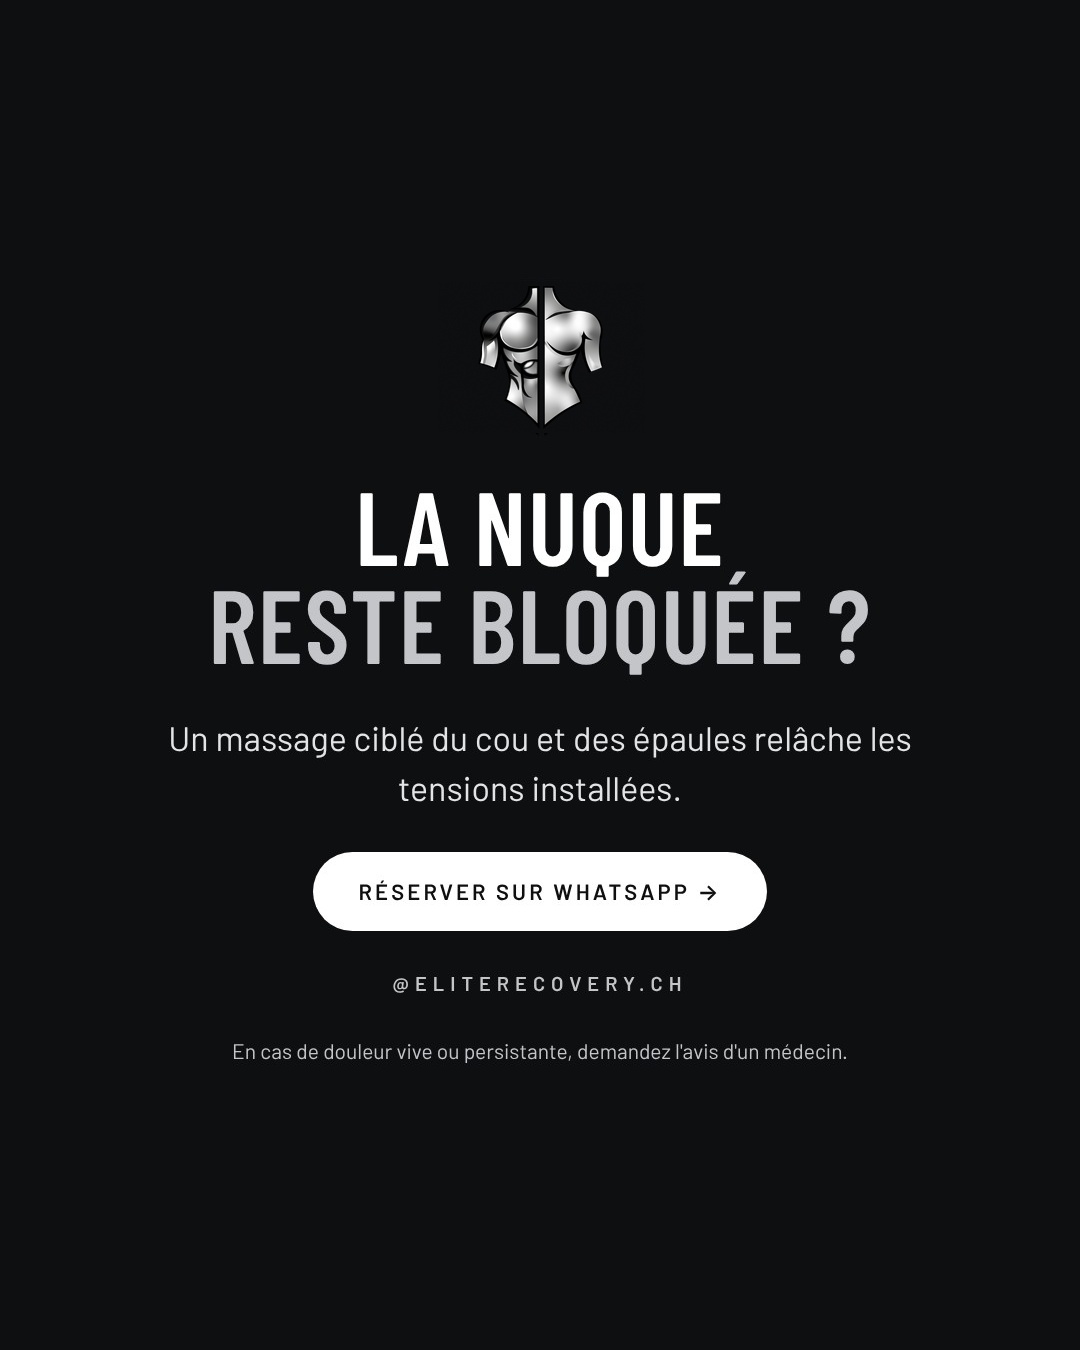 LA NUQUE
RESTE BLOQUÉE ?
Un massage ciblé du cou et des épaules relâche les
tensions installées.
RÉSERVER SUR WHATSAPP →
@ELITERECOVERY.CH
En cas de douleur vive ou persistante, demandez l'avis d'un médecin.